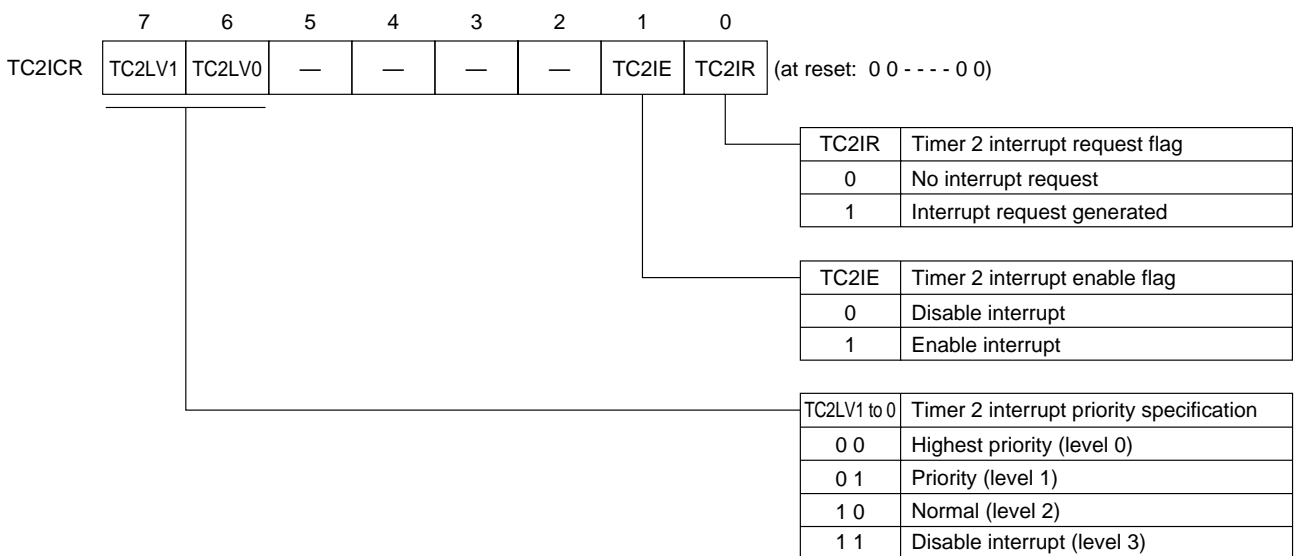 7 6 5 4 3 2 1 0
TC2ICR TC2LV1 TC2LV0 — — — — TC2IE TC2IR (at reset: 0 0 - - - - 0 0)
TC2IR Timer 2 interrupt request flag
0 No interrupt request
1 Interrupt request generated
TC2IE Timer 2 interrupt enable flag
0 Disable interrupt
1 Enable interrupt
TC2LV1 to 0 Timer 2 interrupt priority specification
0 0 Highest priority (level 0)
0 1 Priority (level 1)
1 0 Normal (level 2)
1 1 Disable interrupt (level 3)